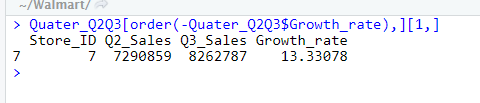 ~/Walmart/
> Quater_Q2Q3[order(-Quater_Q2Q3$Growth_rate),][1,]
  Store_ID Q2_Sales Q3_Sales Growth_rate
7        7  7290859  8262787    13.33078
>